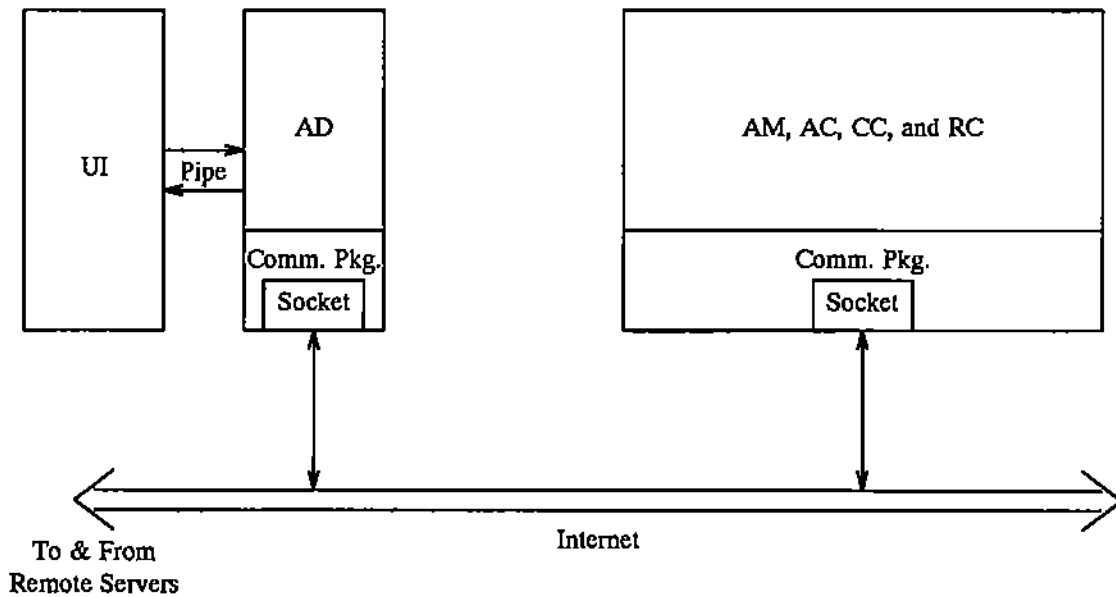 UI
Pipe
AD
Comm. Pkg.
Socket
AM, AC, CC, and RC
Comm. Pkg.
Socket
Internet
To & From
Remote Servers